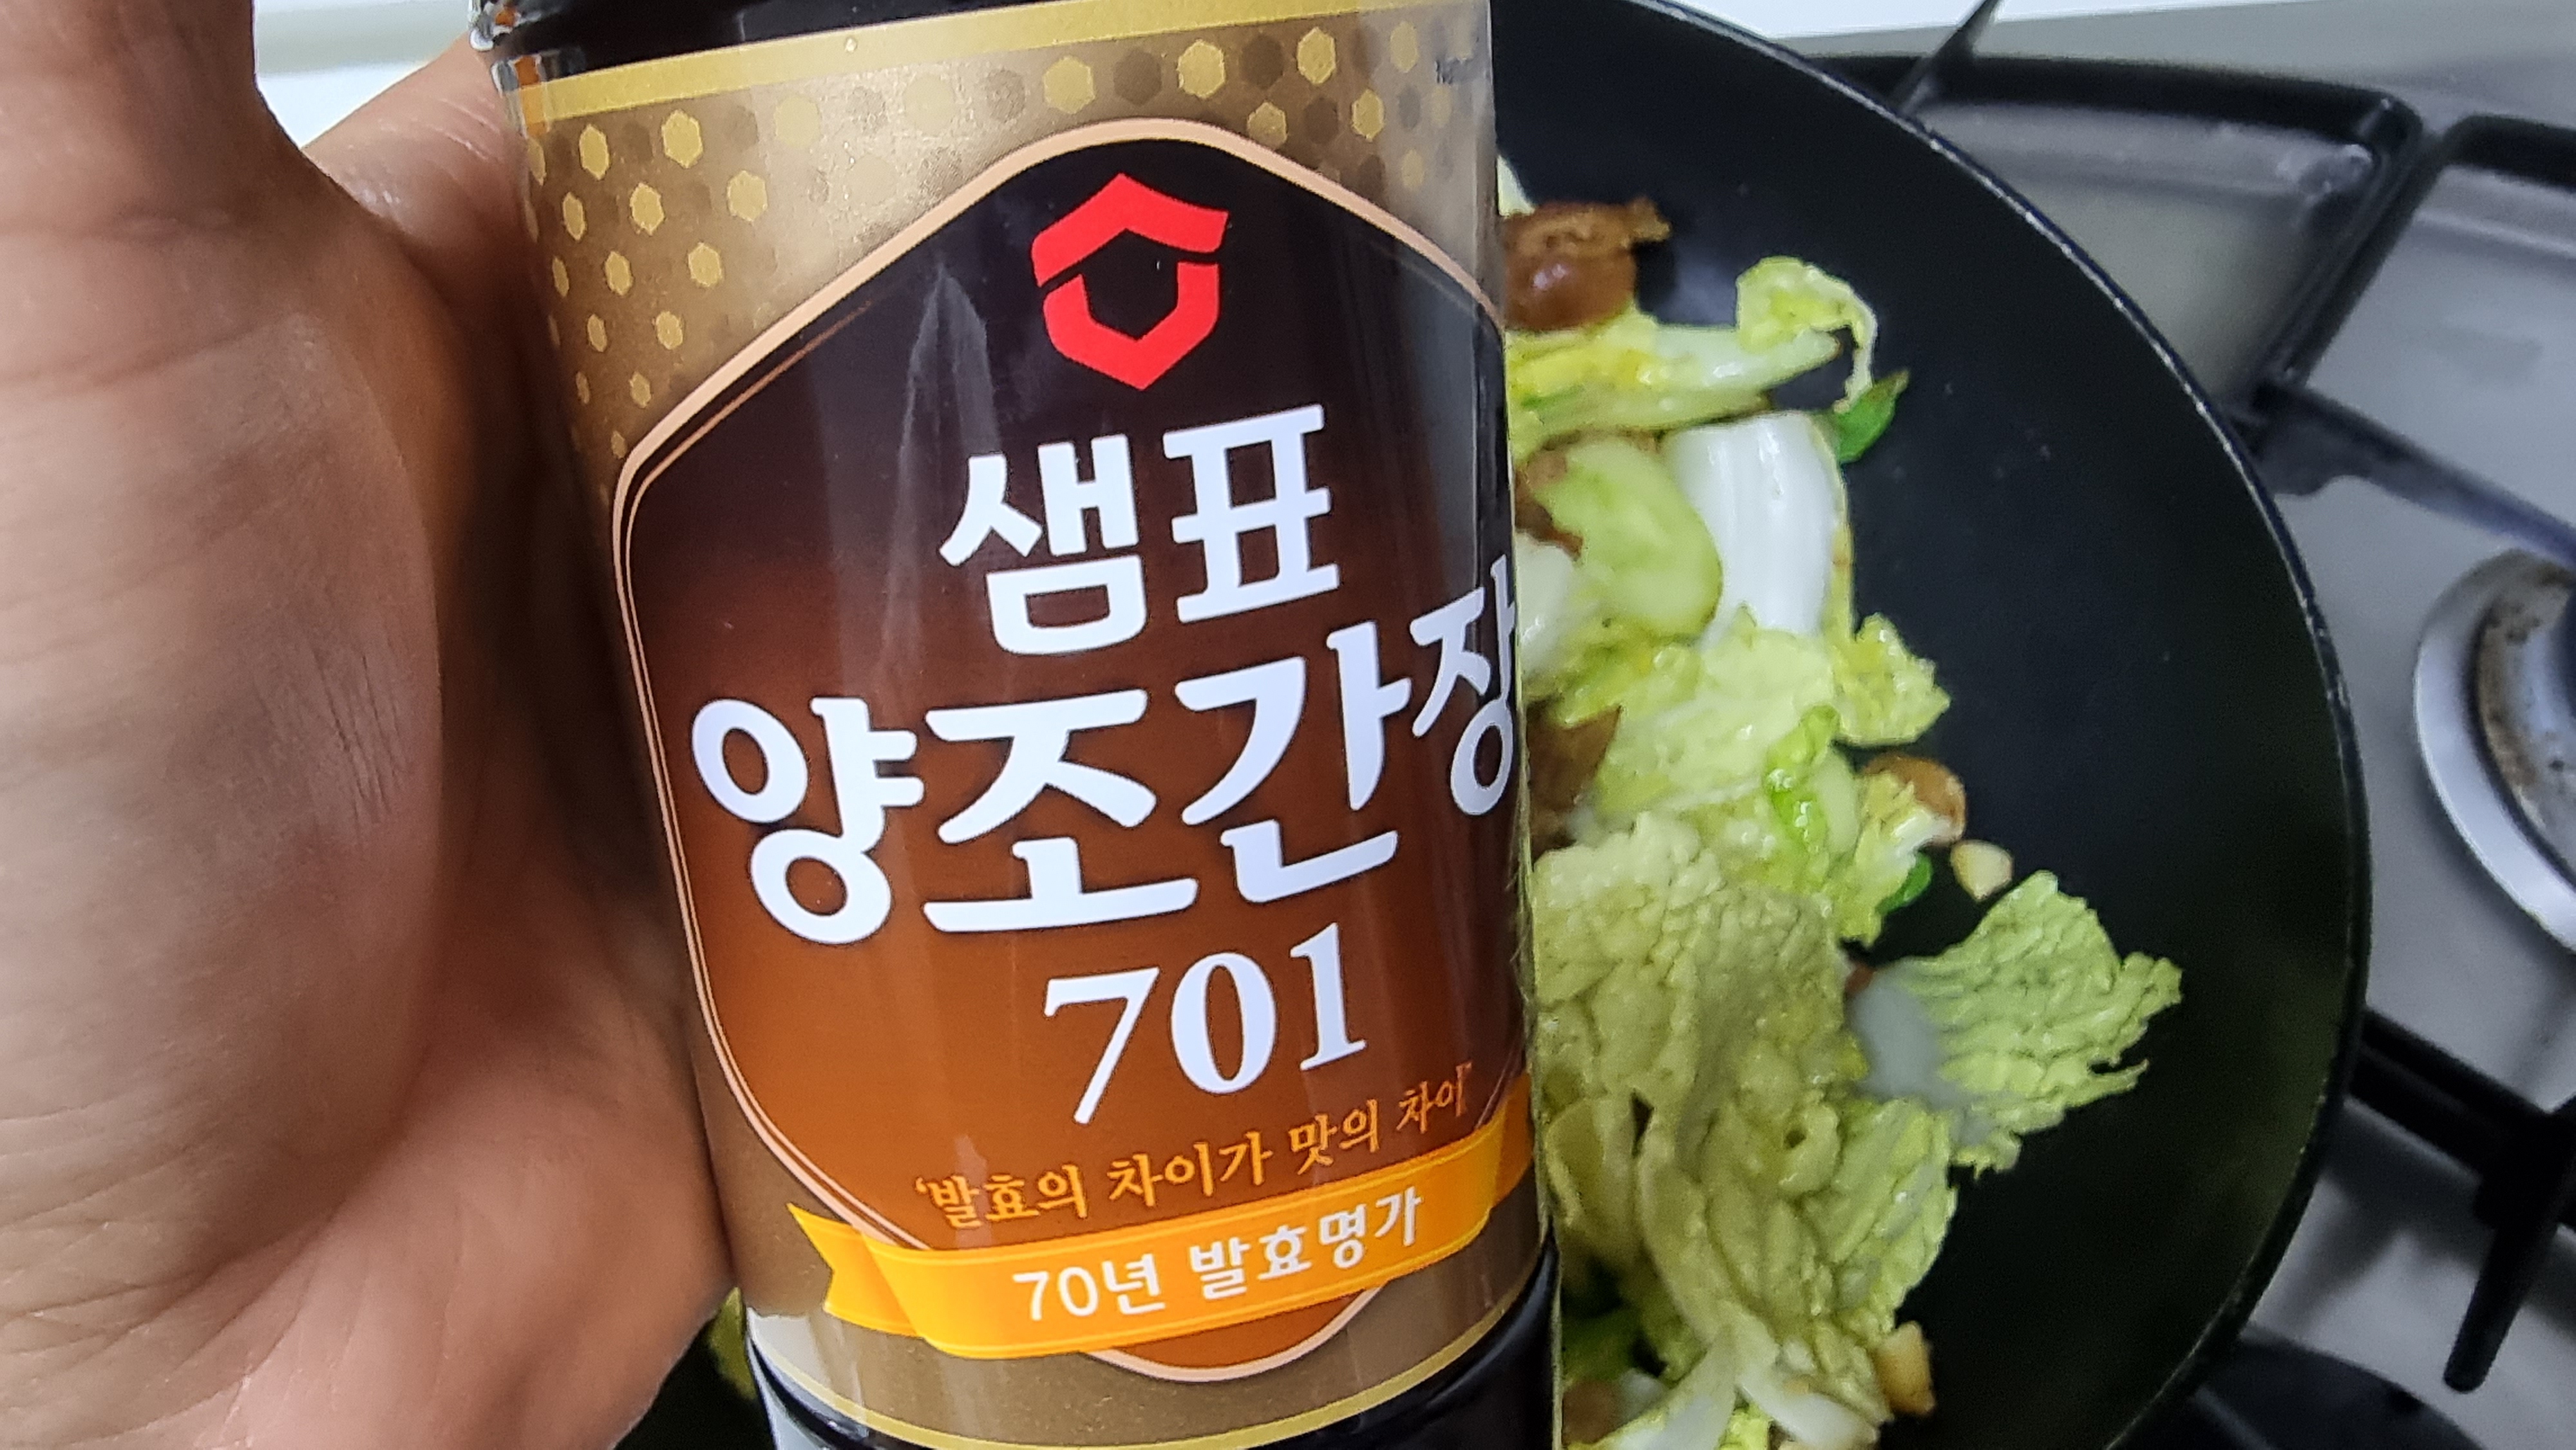 샘표
양조간장
701
‘발효의 차이가 맛의 차이’
70년 발효명가